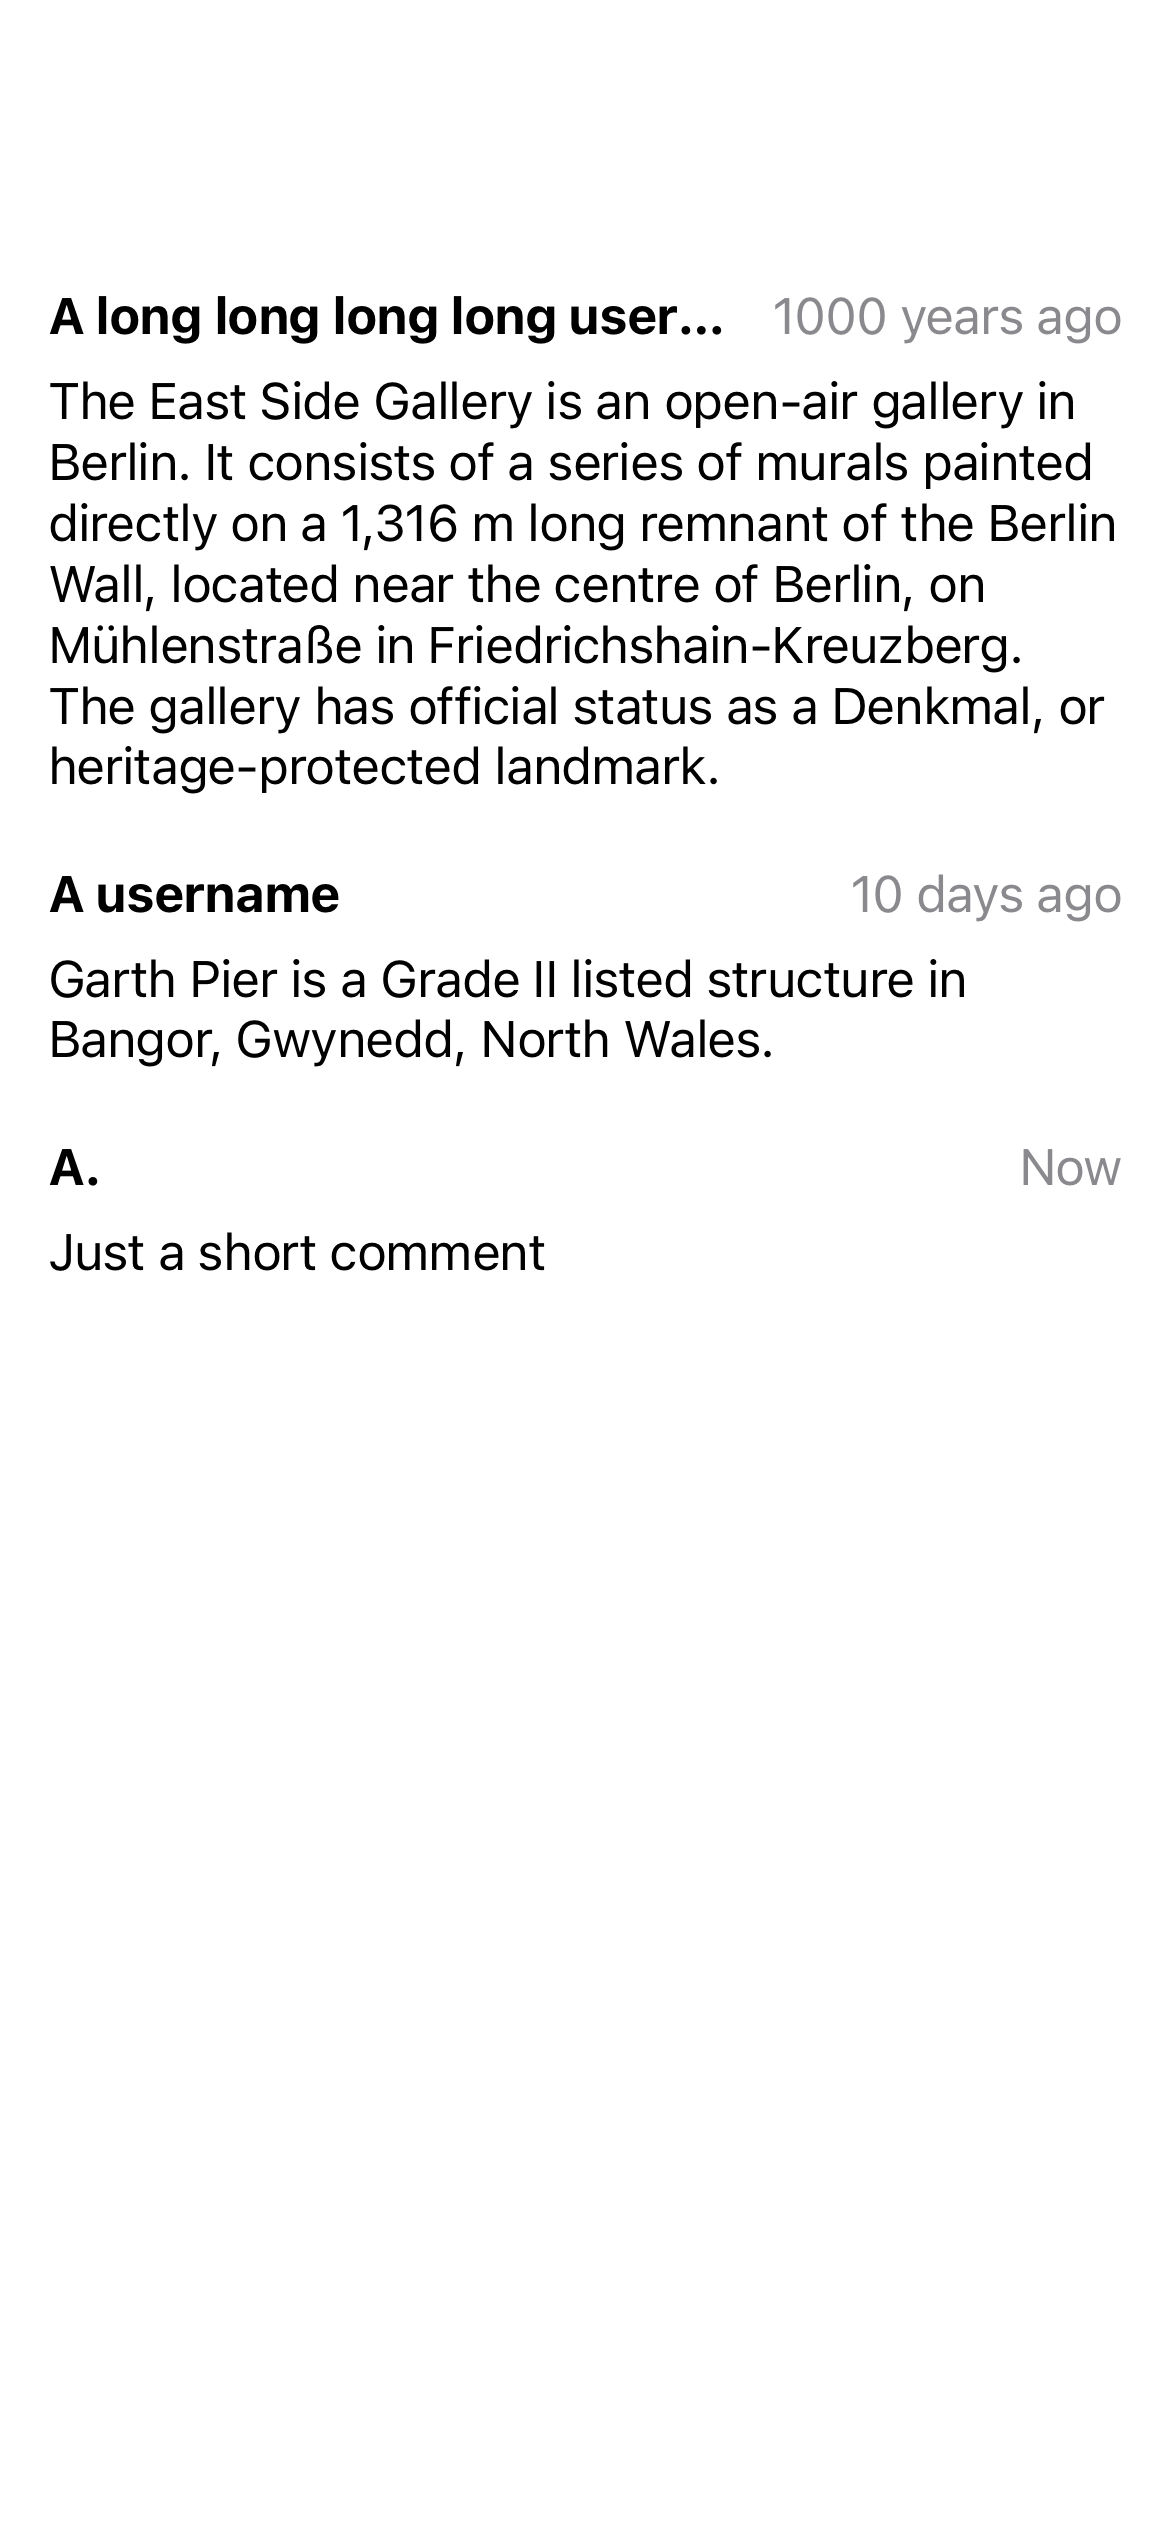 A long long long long user... 1000 years ago
The East Side Gallery is an open-air gallery in
Berlin. It consists of a series of murals painted
directly on a 1,316 m long remnant of the Berlin
Wall, located near the centre of Berlin, on
Mühlenstraße in Friedrichshain-Kreuzberg.
The gallery has official status as a Denkmal, or
heritage-protected landmark.
A username 10 days ago
Garth Pier is a Grade II listed structure in
Bangor, Gwynedd, North Wales.
A. Now
Just a short comment